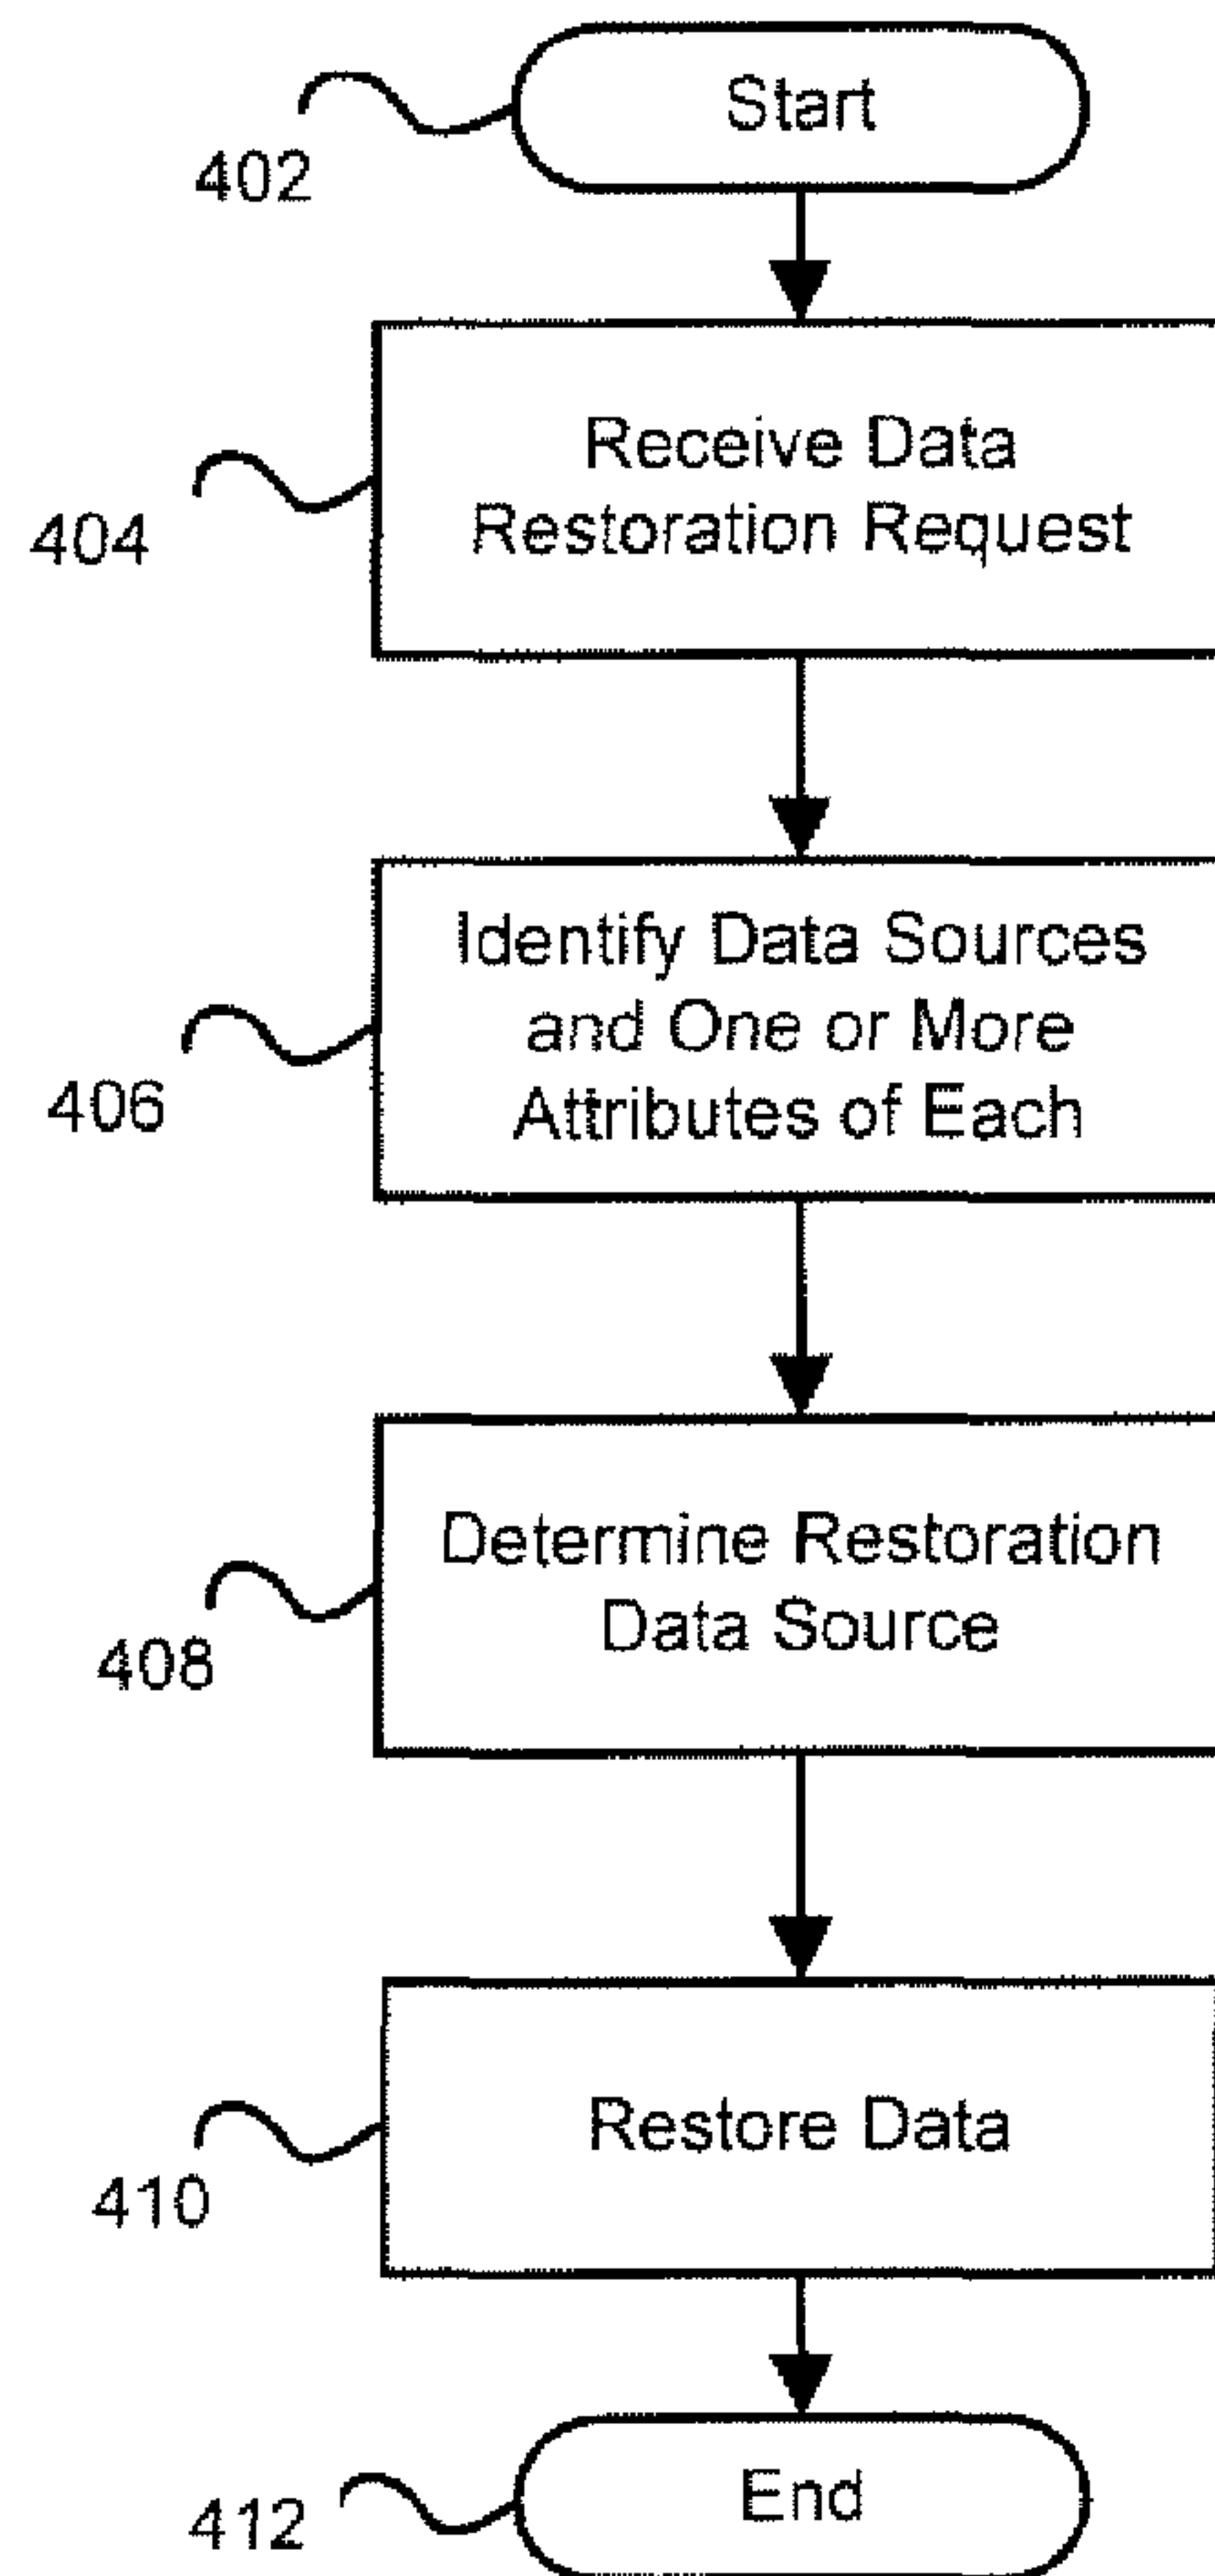 Start
402
Receive Data
Restoration Request
404
Identify Data Sources
and One or More
Attributes of Each
406
Determine Restoration
Data Source
408
Restore Data
410
End
412